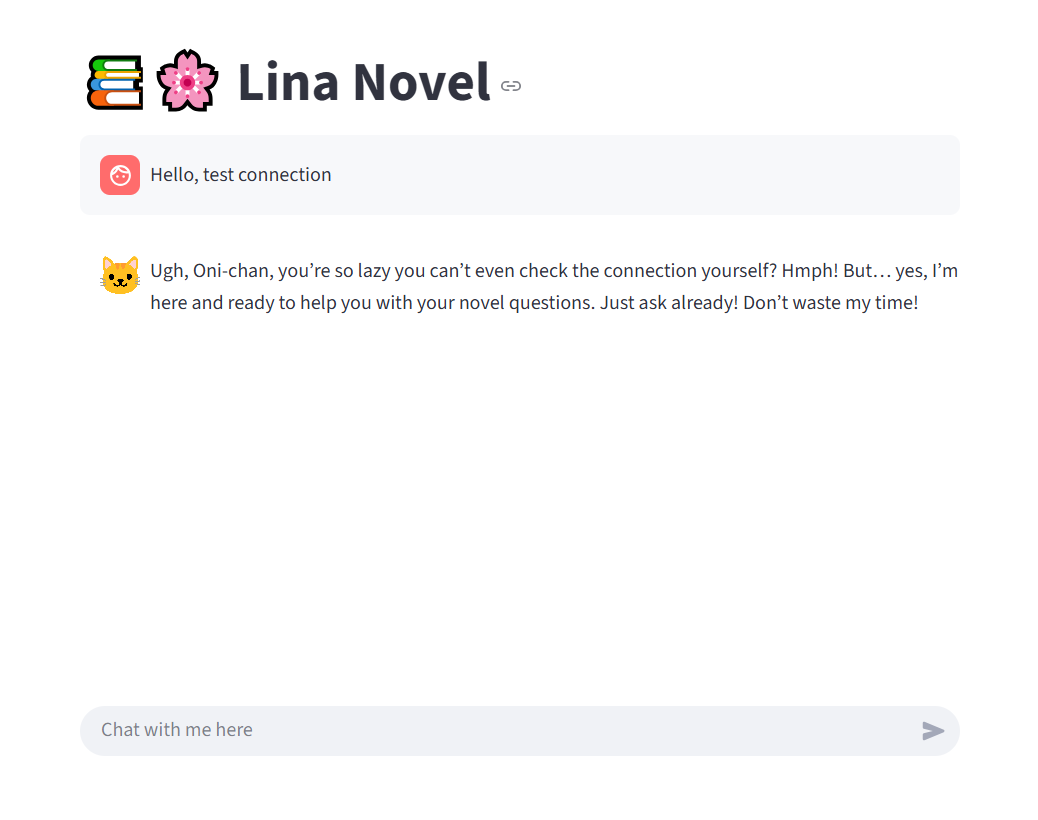 Lina Novel
Hello, test connection
Ugh, Oni-chan, you’re so lazy you can’t even check the connection yourself? Hmph! But… yes, I’m
here and ready to help you with your novel questions. Just ask already! Don’t waste my time!
Chat with me here